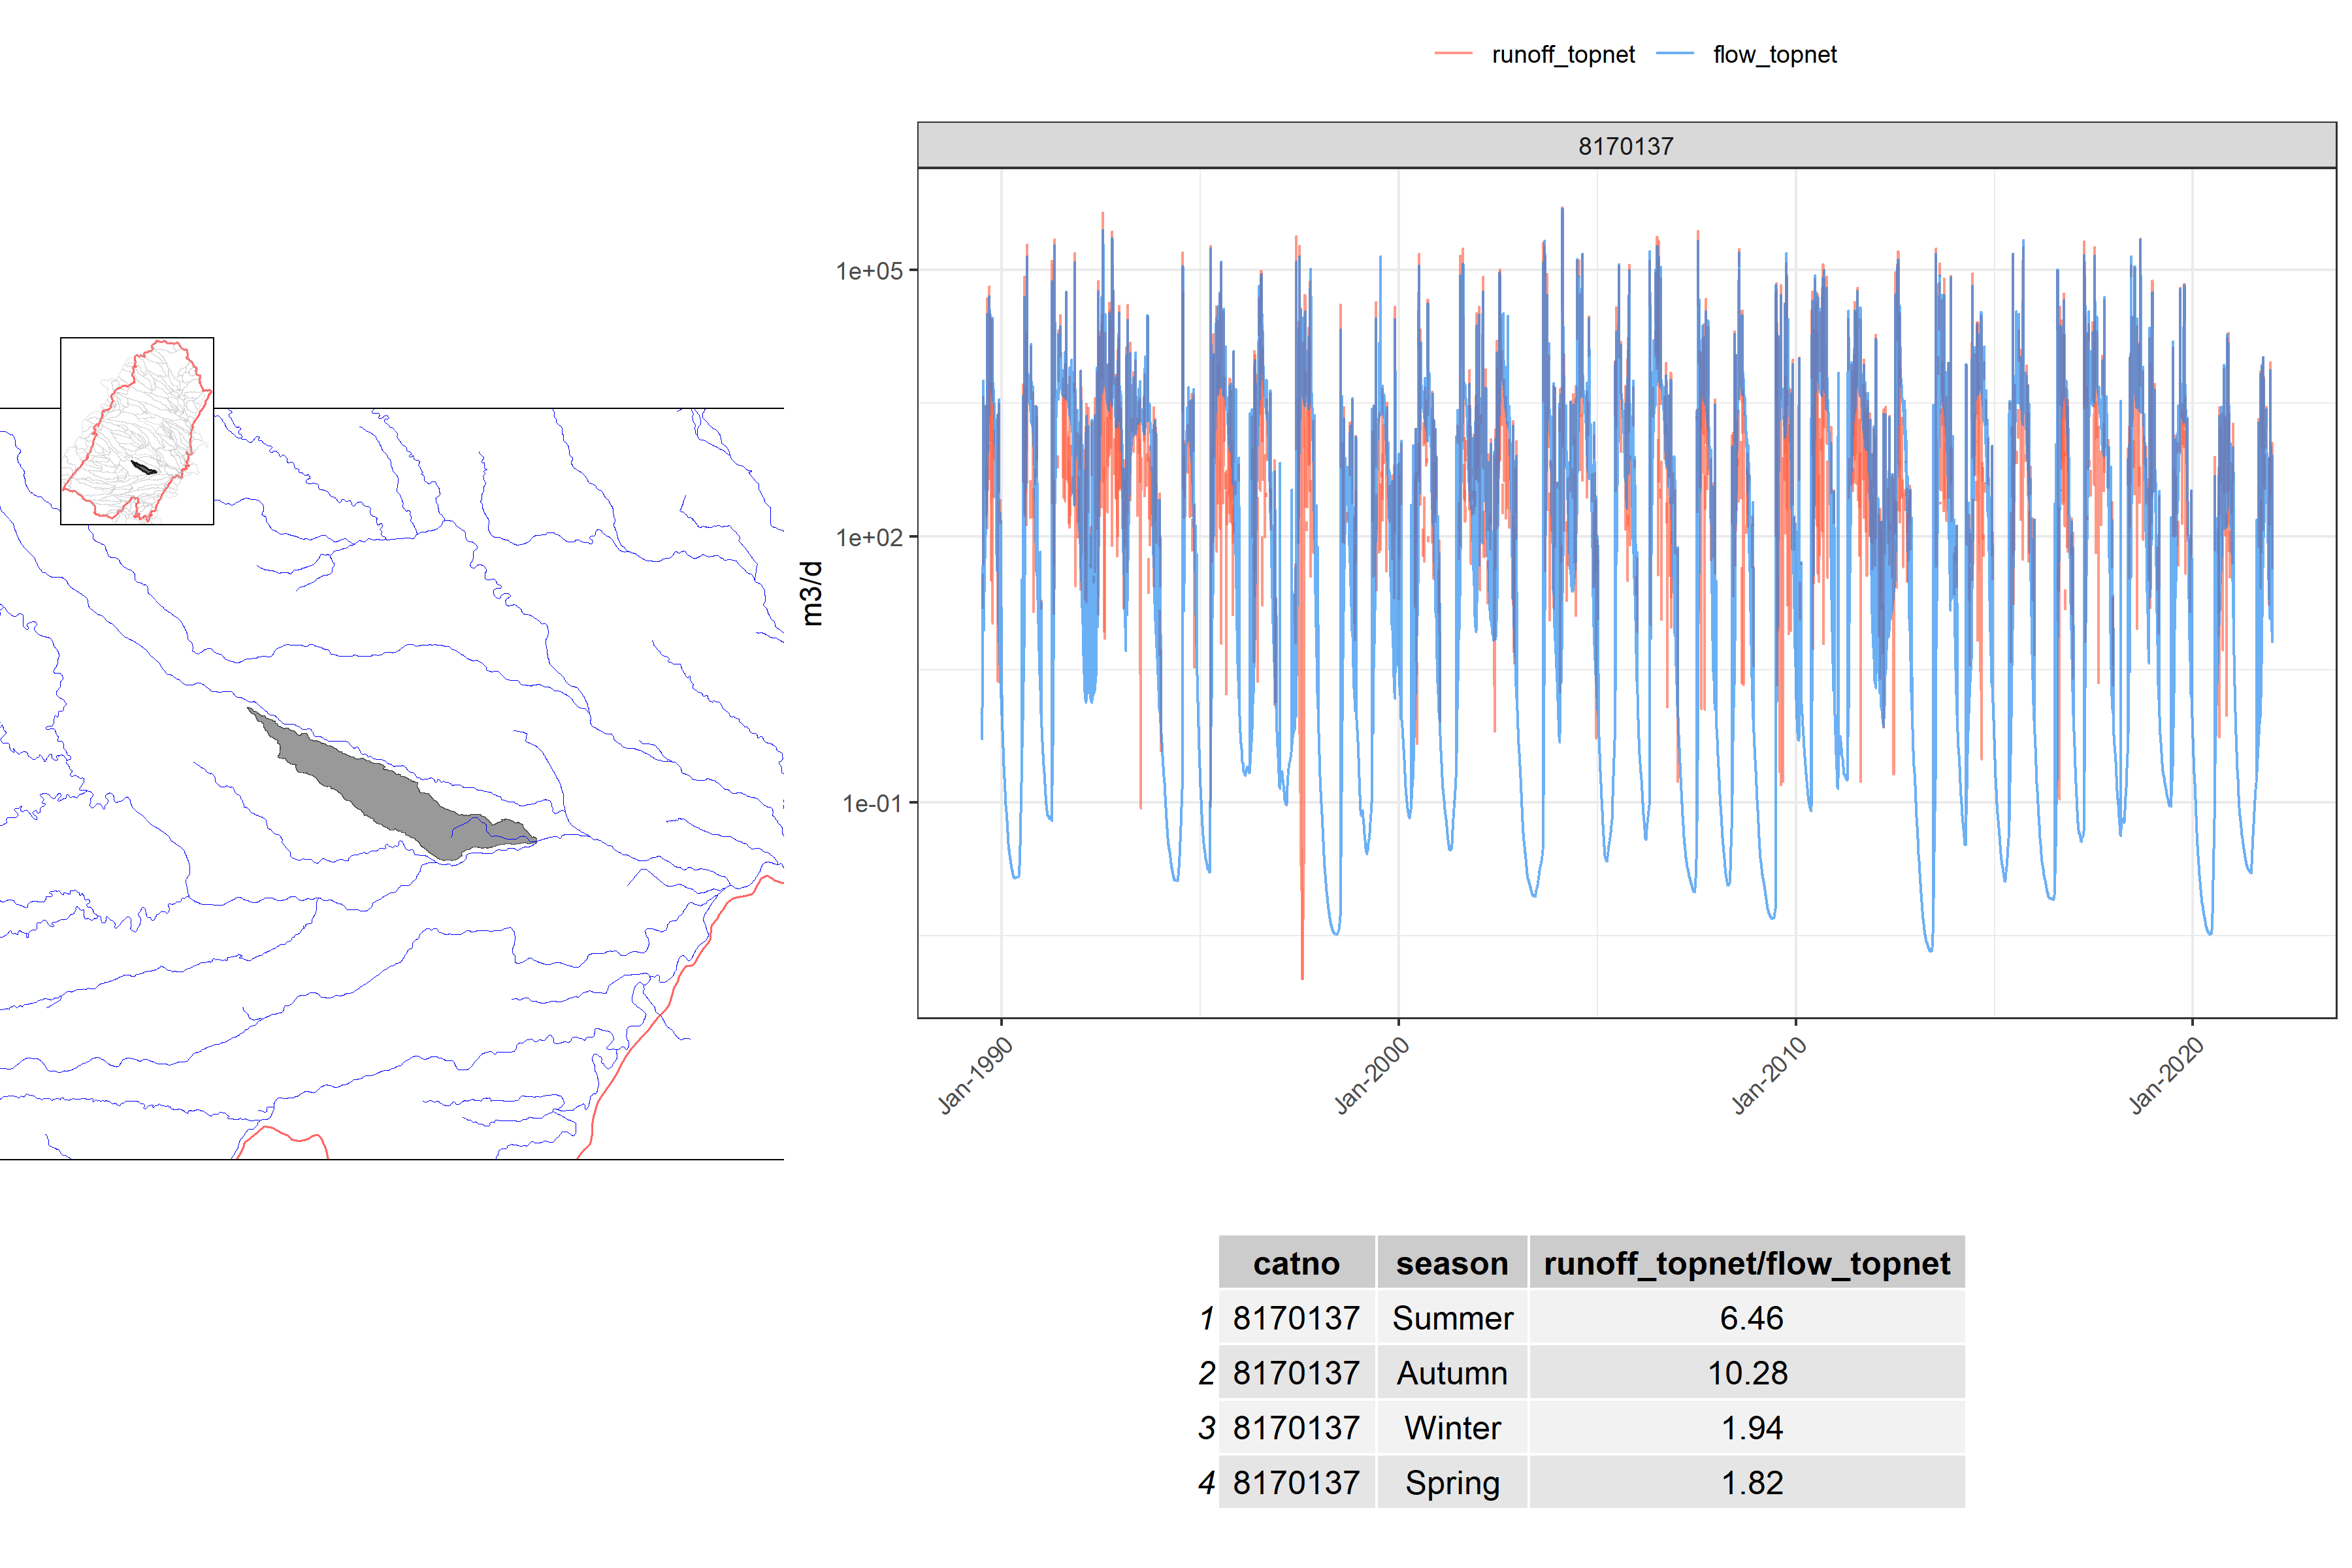 runoff_topnet flow_topnet
8170137
m3/d
1e+05
1e+02
1e-01
Jan-1990 Jan-2000 Jan-2010 Jan-2020
catno season runoff_topnet/flow_topnet
1 8170137 Summer 6.46
2 8170137 Autumn 10.28
3 8170137 Winter 1.94
4 8170137 Spring 1.82